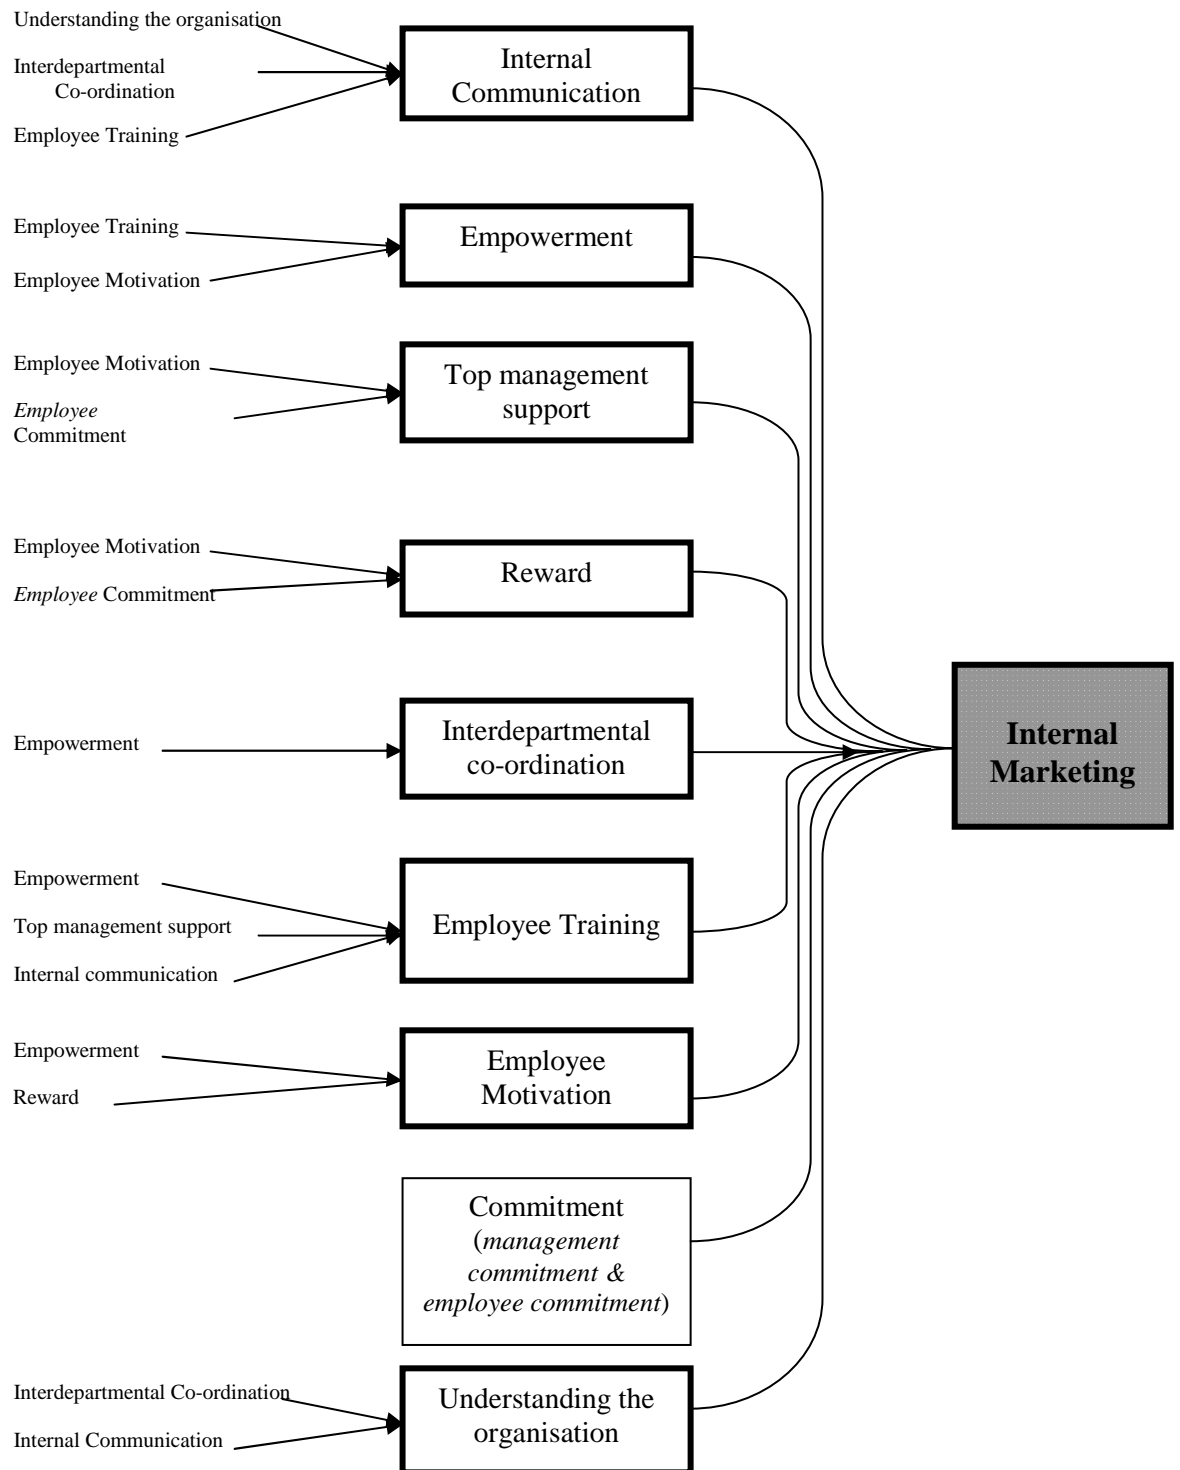 Understanding the organisation
Interdepartmental
Co-ordination
Employee Training
Internal
Communication
Employee Training
Employee Motivation
Empowerment
Employee Motivation
Employee
Commitment
Top management
support
Employee Motivation
Employee Commitment
Reward
Empowerment
Interdepartmental
co-ordination
Internal
Marketing
Empowerment
Top management support
Internal communication
Employee Training
Empowerment
Reward
Employee
Motivation
Commitment
(management
commitment &
employee commitment)
Interdepartmental Co-ordination
Internal Communication
Understanding the
organisation